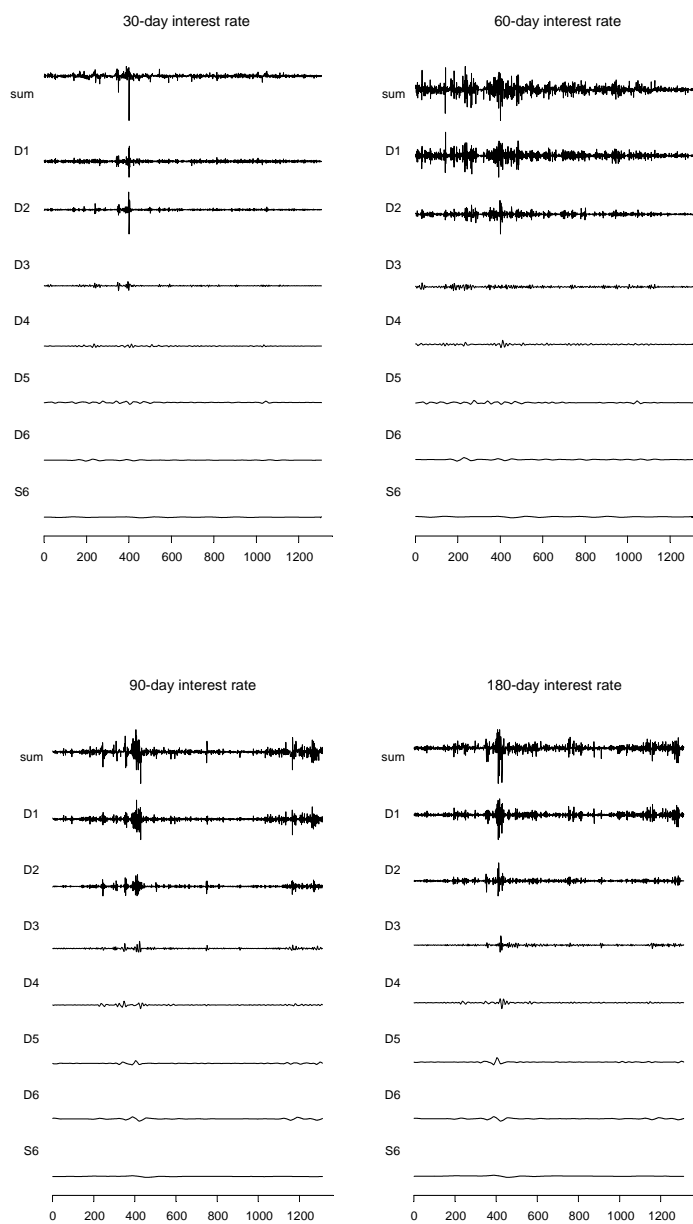 30-day interest rate
sum
D1
D2
D3
D4
D5
D6
S6
0 200 400 600 800 1000 1200
60-day interest rate
sum
D1
D2
D3
D4
D5
D6
S6
0 200 400 600 800 1000 1200
90-day interest rate
sum
D1
D2
D3
D4
D5
D6
S6
0 200 400 600 800 1000 1200
180-day interest rate
sum
D1
D2
D3
D4
D5
D6
S6
0 200 400 600 800 1000 1200